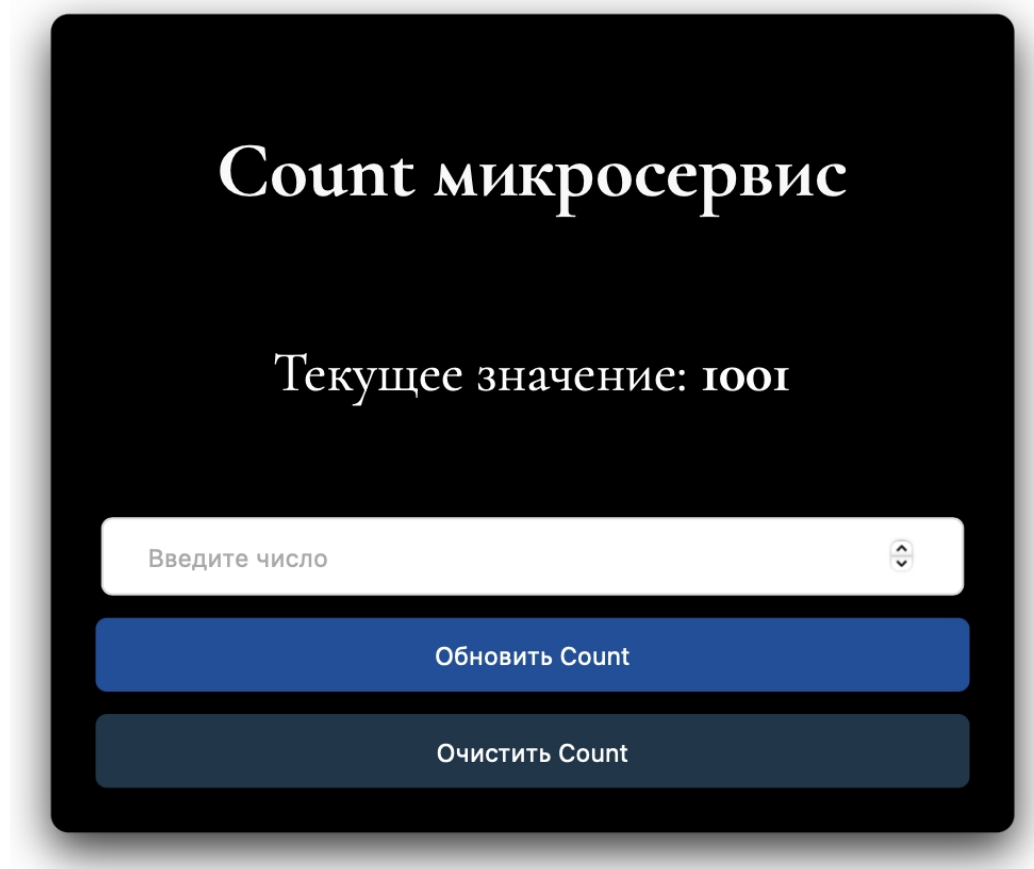 Count микросервис
Текущее значение: 1001
Введите число
Обновить Count
Очистить Count